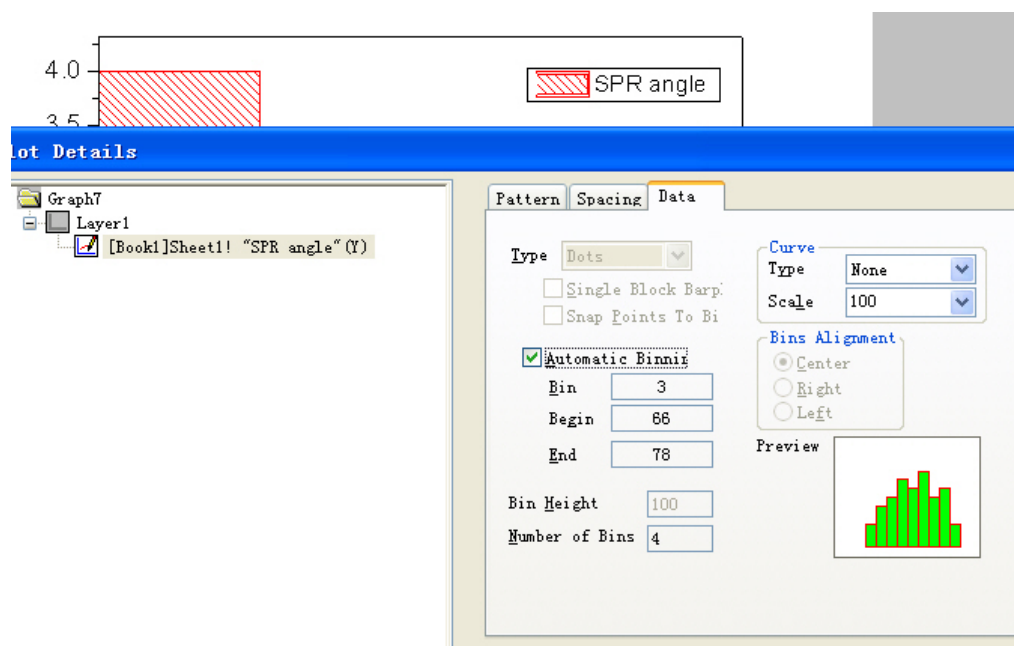 4.0
SPR angle
3.5
lot Details
Graph7
Layer1
[Book1]Sheet1! "SPR angle"(Y)
Pattern Spacing Data
Type Dots
Single Block Barp
Snap Points To Bi
Automatic Binnin
Bin 3
Begin 66
End 78
Bin Height 100
Number of Bins 4
Curve
Type None
Scale 100
Bins Alignment
Center
Right
Left
Preview